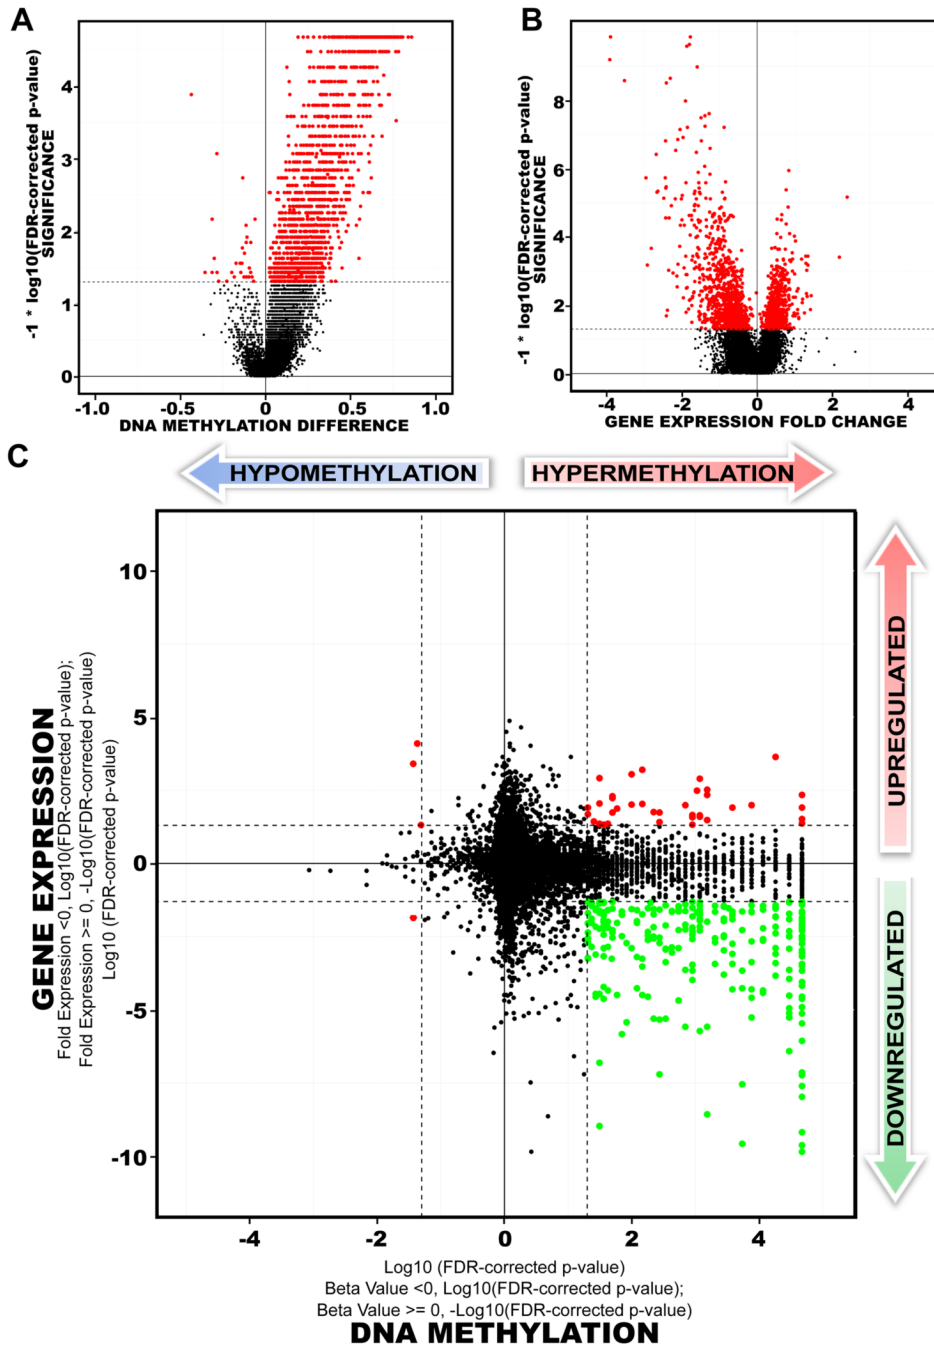 A
-1 * log10(FDR-corrected p-value)
SIGNIFICANCE
4
3
2
1
0
-1.0
-0.5
0
0.5
1.0
DNA METHYLATION DIFFERENCE
B
-1 * log10(FDR-corrected p-value)
SIGNIFICANCE
8
6
4
2
0
-4
-2
0
2
4
GENE EXPRESSION FOLD CHANGE
C
HYPOMETHYLATION
HYPERMETHYLATION
GENE EXPRESSION
Fold Expression <0, Log10(FDR-corrected p-value);
Fold Expression >= 0, -Log10(FDR-corrected p-value)
Log10 (FDR-corrected p-value)
10
5
0
-5
-10
UPREGULATED
DOWNREGULATED
-4
-2
0
2
4
Log10 (FDR-corrected p-value)
Beta Value <0, Log10(FDR-corrected p-value);
Beta Value >= 0, -Log10(FDR-corrected p-value)
DNA METHYLATION